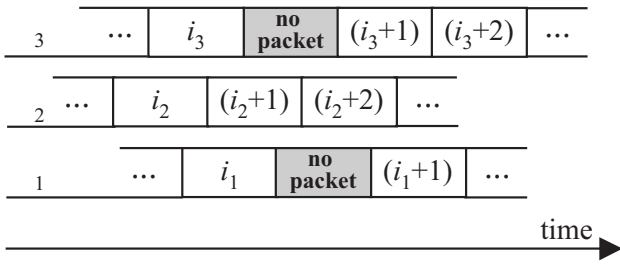 3 ... i₃ no packet (i₃+1) (i₃+2) ...
2 ... i₂ (i₂+1) (i₂+2) ...
1 ... i₁ no packet (i₁+1) ...
time